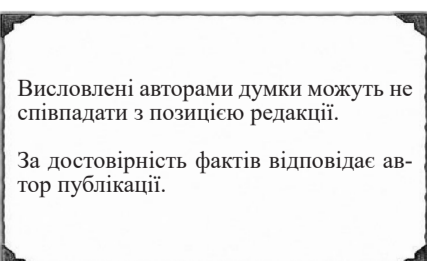 Висловлені авторами думки можуть не
співпадати з позицією редакції.
За достовірність фактів відповідає ав-
тор публікації.